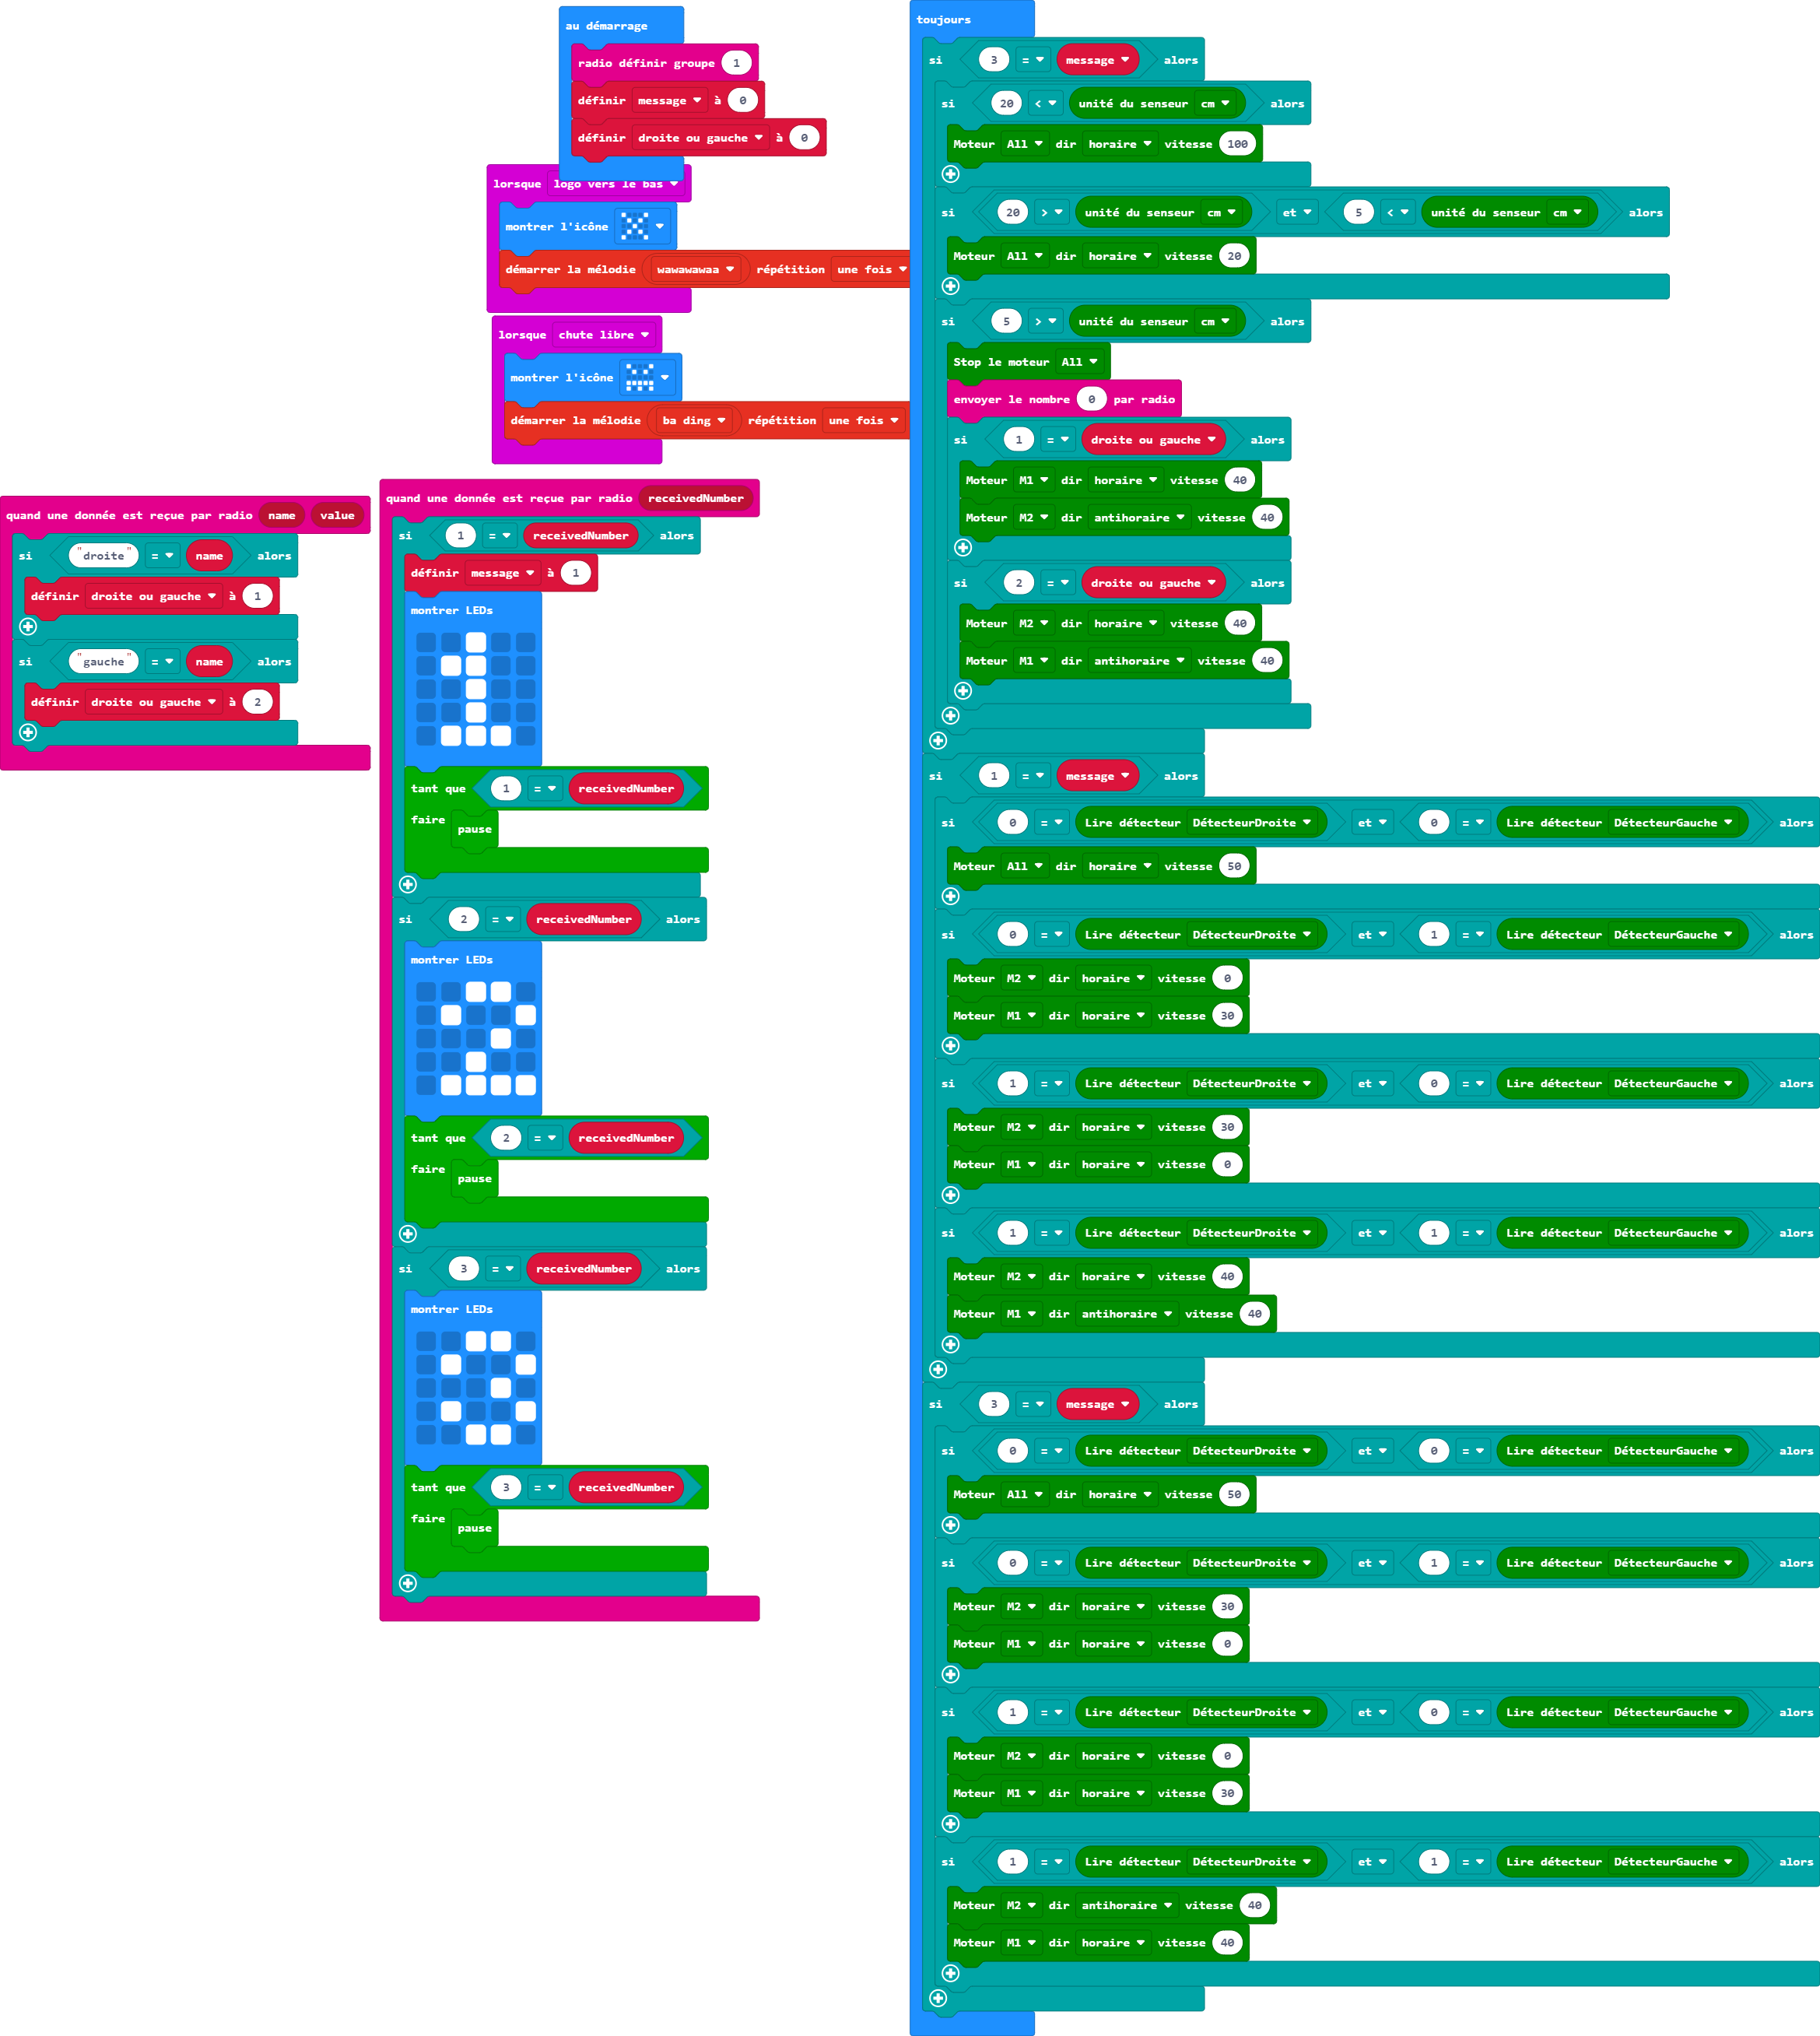 au démarrage
radio définir groupe 1
définir message à 0
définir droite ou gauche à 0
lorsque logo vers le bas
montrer l'icône
démarrer la mélodie wawawawaa répétition une fois
lorsque chute libre
montrer l'icône
démarrer la mélodie ba ding répétition une fois
quand une donnée est reçue par radio name value
si "droite" = name alors
définir droite ou gauche à 1
si "gauche" = name alors
définir droite ou gauche à 2
quand une donnée est reçue par radio receivedNumber
si 1 = receivedNumber alors
définir message à 1
montrer LEDs
tant que 1 = receivedNumber
faire pause
si 2 = receivedNumber alors
montrer LEDs
tant que 2 = receivedNumber
faire pause
si 3 = receivedNumber alors
montrer LEDs
tant que 3 = receivedNumber
faire pause
toujours
si 3 = message alors
si 20 < unité du senseur cm alors
Moteur All dir horaire vitesse 100
si 20 > unité du senseur cm et 5 < unité du senseur cm alors
Moteur All dir horaire vitesse 20
si 5 > unité du senseur cm alors
Stop le moteur All
envoyer le nombre 0 par radio
si 1 = droite ou gauche alors
Moteur M1 dir horaire vitesse 40
Moteur M2 dir antihoraire vitesse 40
si 2 = droite ou gauche alors
Moteur M2 dir horaire vitesse 40
Moteur M1 dir antihoraire vitesse 40
si 1 = message alors
si 0 = Lire détecteur DétecteurDroite et 0 = Lire détecteur DétecteurGauche alors
Moteur All dir horaire vitesse 50
si 0 = Lire détecteur DétecteurDroite et 1 = Lire détecteur DétecteurGauche alors
Moteur M2 dir horaire vitesse 0
Moteur M1 dir horaire vitesse 30
si 1 = Lire détecteur DétecteurDroite et 0 = Lire détecteur DétecteurGauche alors
Moteur M2 dir horaire vitesse 30
Moteur M1 dir horaire vitesse 0
si 1 = Lire détecteur DétecteurDroite et 1 = Lire détecteur DétecteurGauche alors
Moteur M2 dir horaire vitesse 40
Moteur M1 dir antihoraire vitesse 40
si 3 = message alors
si 0 = Lire détecteur DétecteurDroite et 0 = Lire détecteur DétecteurGauche alors
Moteur All dir horaire vitesse 50
si 0 = Lire détecteur DétecteurDroite et 1 = Lire détecteur DétecteurGauche alors
Moteur M2 dir horaire vitesse 30
Moteur M1 dir horaire vitesse 0
si 1 = Lire détecteur DétecteurDroite et 0 = Lire détecteur DétecteurGauche alors
Moteur M2 dir horaire vitesse 0
Moteur M1 dir horaire vitesse 30
si 1 = Lire détecteur DétecteurDroite et 1 = Lire détecteur DétecteurGauche alors
Moteur M2 dir antihoraire vitesse 40
Moteur M1 dir horaire vitesse 40